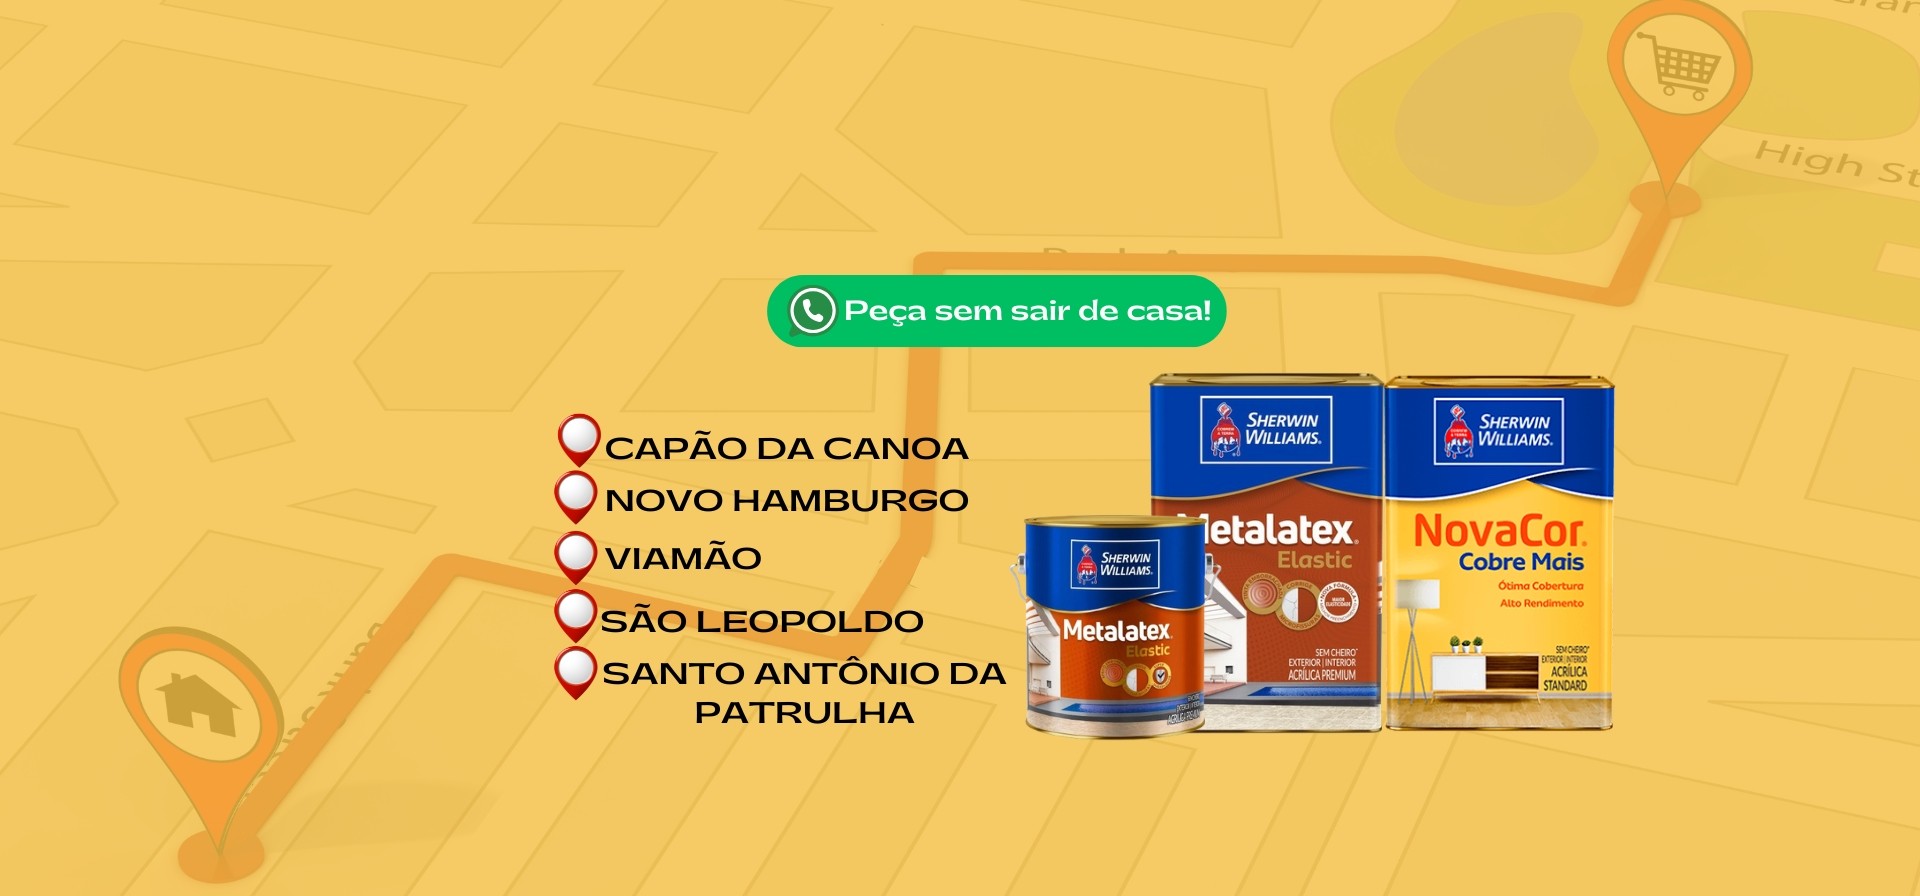 High St
Peça sem sair de casa!
CAPÃO DA CANOA
NOVO HAMBURGO
VIAMÃO
SÃO LEOPOLDO
SANTO ANTÔNIO DA
PATRULHA
SHERWIN
WILLIAMS.
Metalatex
Elastic
SHERWIN
WILLIAMS.
Metalatex.
Elastic
SEM CHEIRO*
EXTERIOR | INTERIOR
ACRÍLICA PREMIUM
SHERWIN
WILLIAMS.
NovaCor.
Cobre Mais
Ótima Cobertura
Alto Rendimento
SEM CHEIRO*
EXTERIOR | INTERIOR
ACRÍLICA
STANDARD